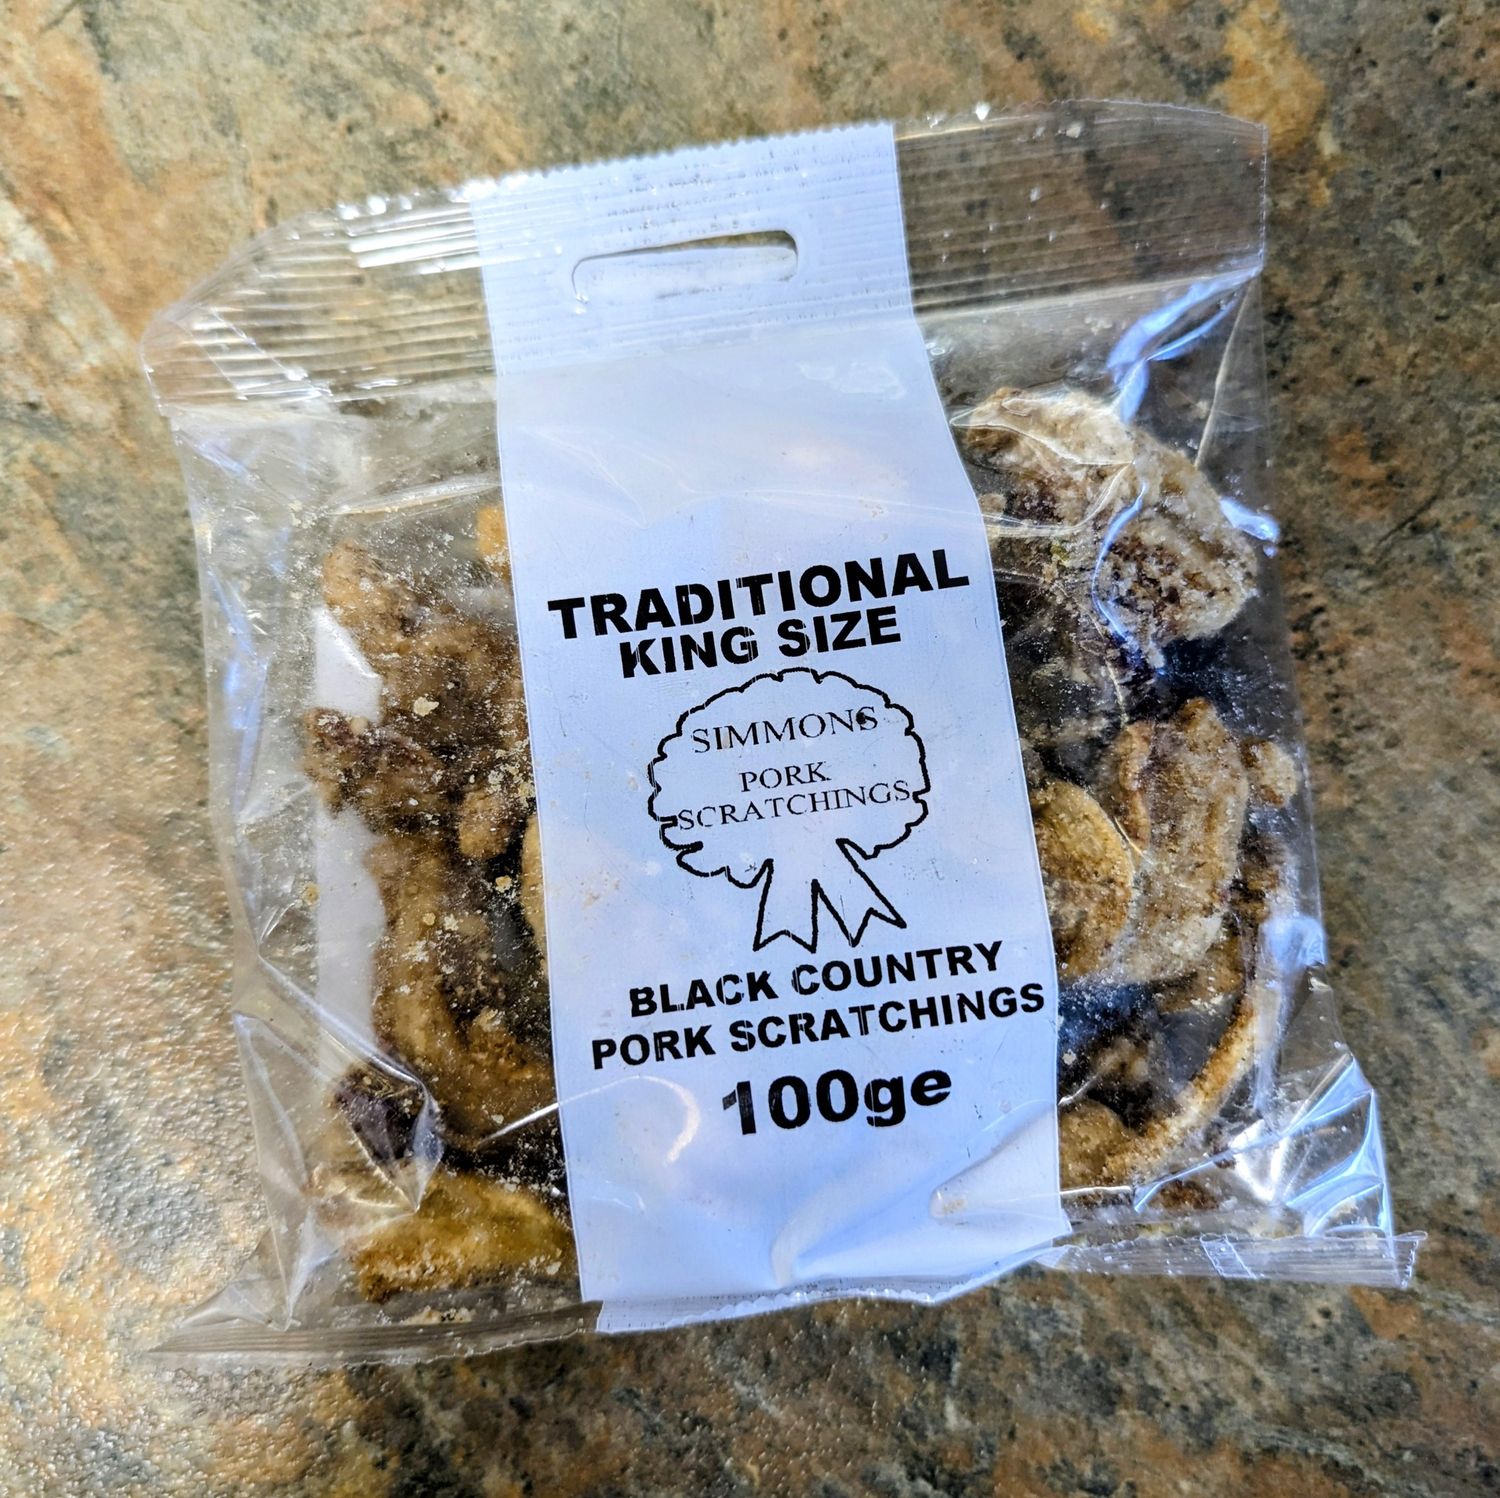 TRADITIONAL
KING SIZE
SIMMONS
PORK
SCRATCHINGS
BLACK COUNTRY
PORK SCRATCHINGS
100ge